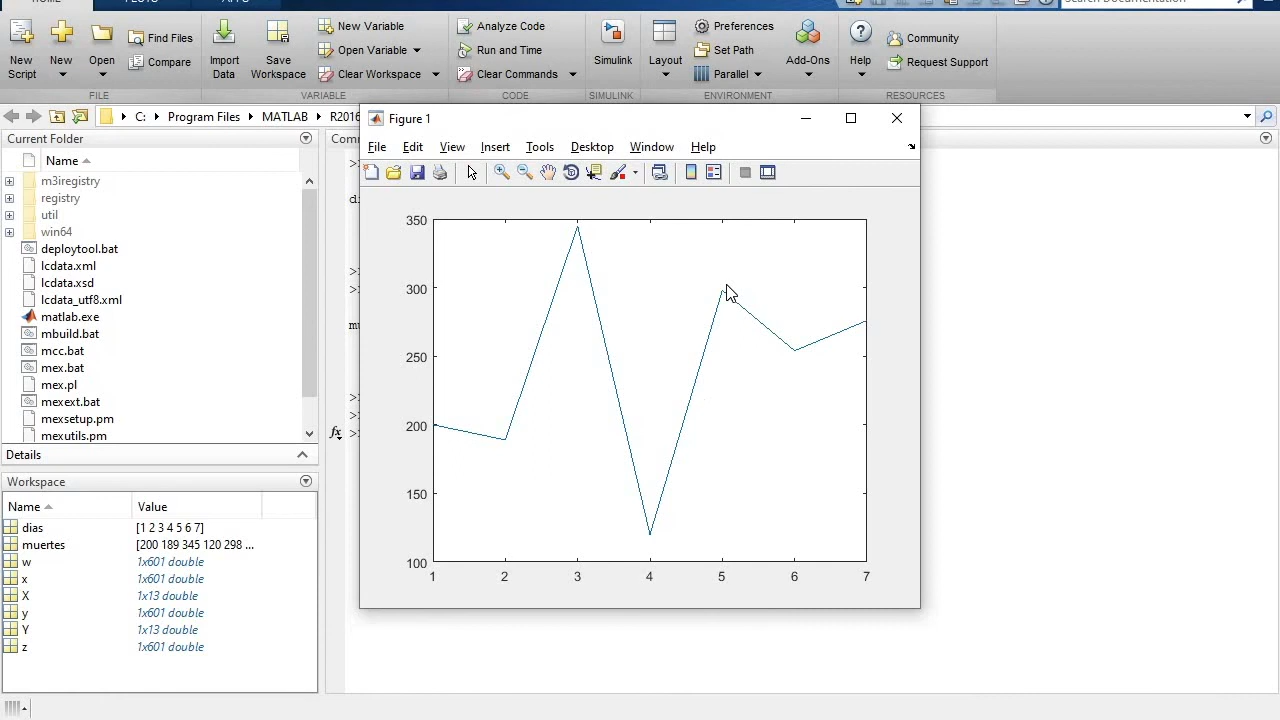 HOME PLOTS APPS Search Documentation
New Script
New
Open
Find Files
Compare
Import Data
Save Workspace
New Variable
Open Variable
Clear Workspace
Analyze Code
Run and Time
Clear Commands
Simulink
Layout
Preferences
Set Path
Parallel
Add-Ons
Help
Community
Request Support
FILE VARIABLE CODE SIMULINK ENVIRONMENT RESOURCES
C: Program Files MATLAB R2016
Current Folder
Name
m3iregistry
registry
util
win64
deploytool.bat
lcdata.xml
lcdata.xsd
lcdata_utf8.xml
matlab.exe
mbuild.bat
mcc.bat
mex.bat
mex.pl
mexext.bat
mexsetup.pm
mexutils.pm
Details
Workspace
Name Value
dias [1 2 3 4 5 6 7]
muertes [200 189 345 120 298 ...
w 1x601 double
x 1x601 double
X 1x13 double
y 1x601 double
Y 1x13 double
z 1x601 double
Figure 1
File Edit View Insert Tools Desktop Window Help
350
300
250
200
150
100
1 2 3 4 5 6 7
fx